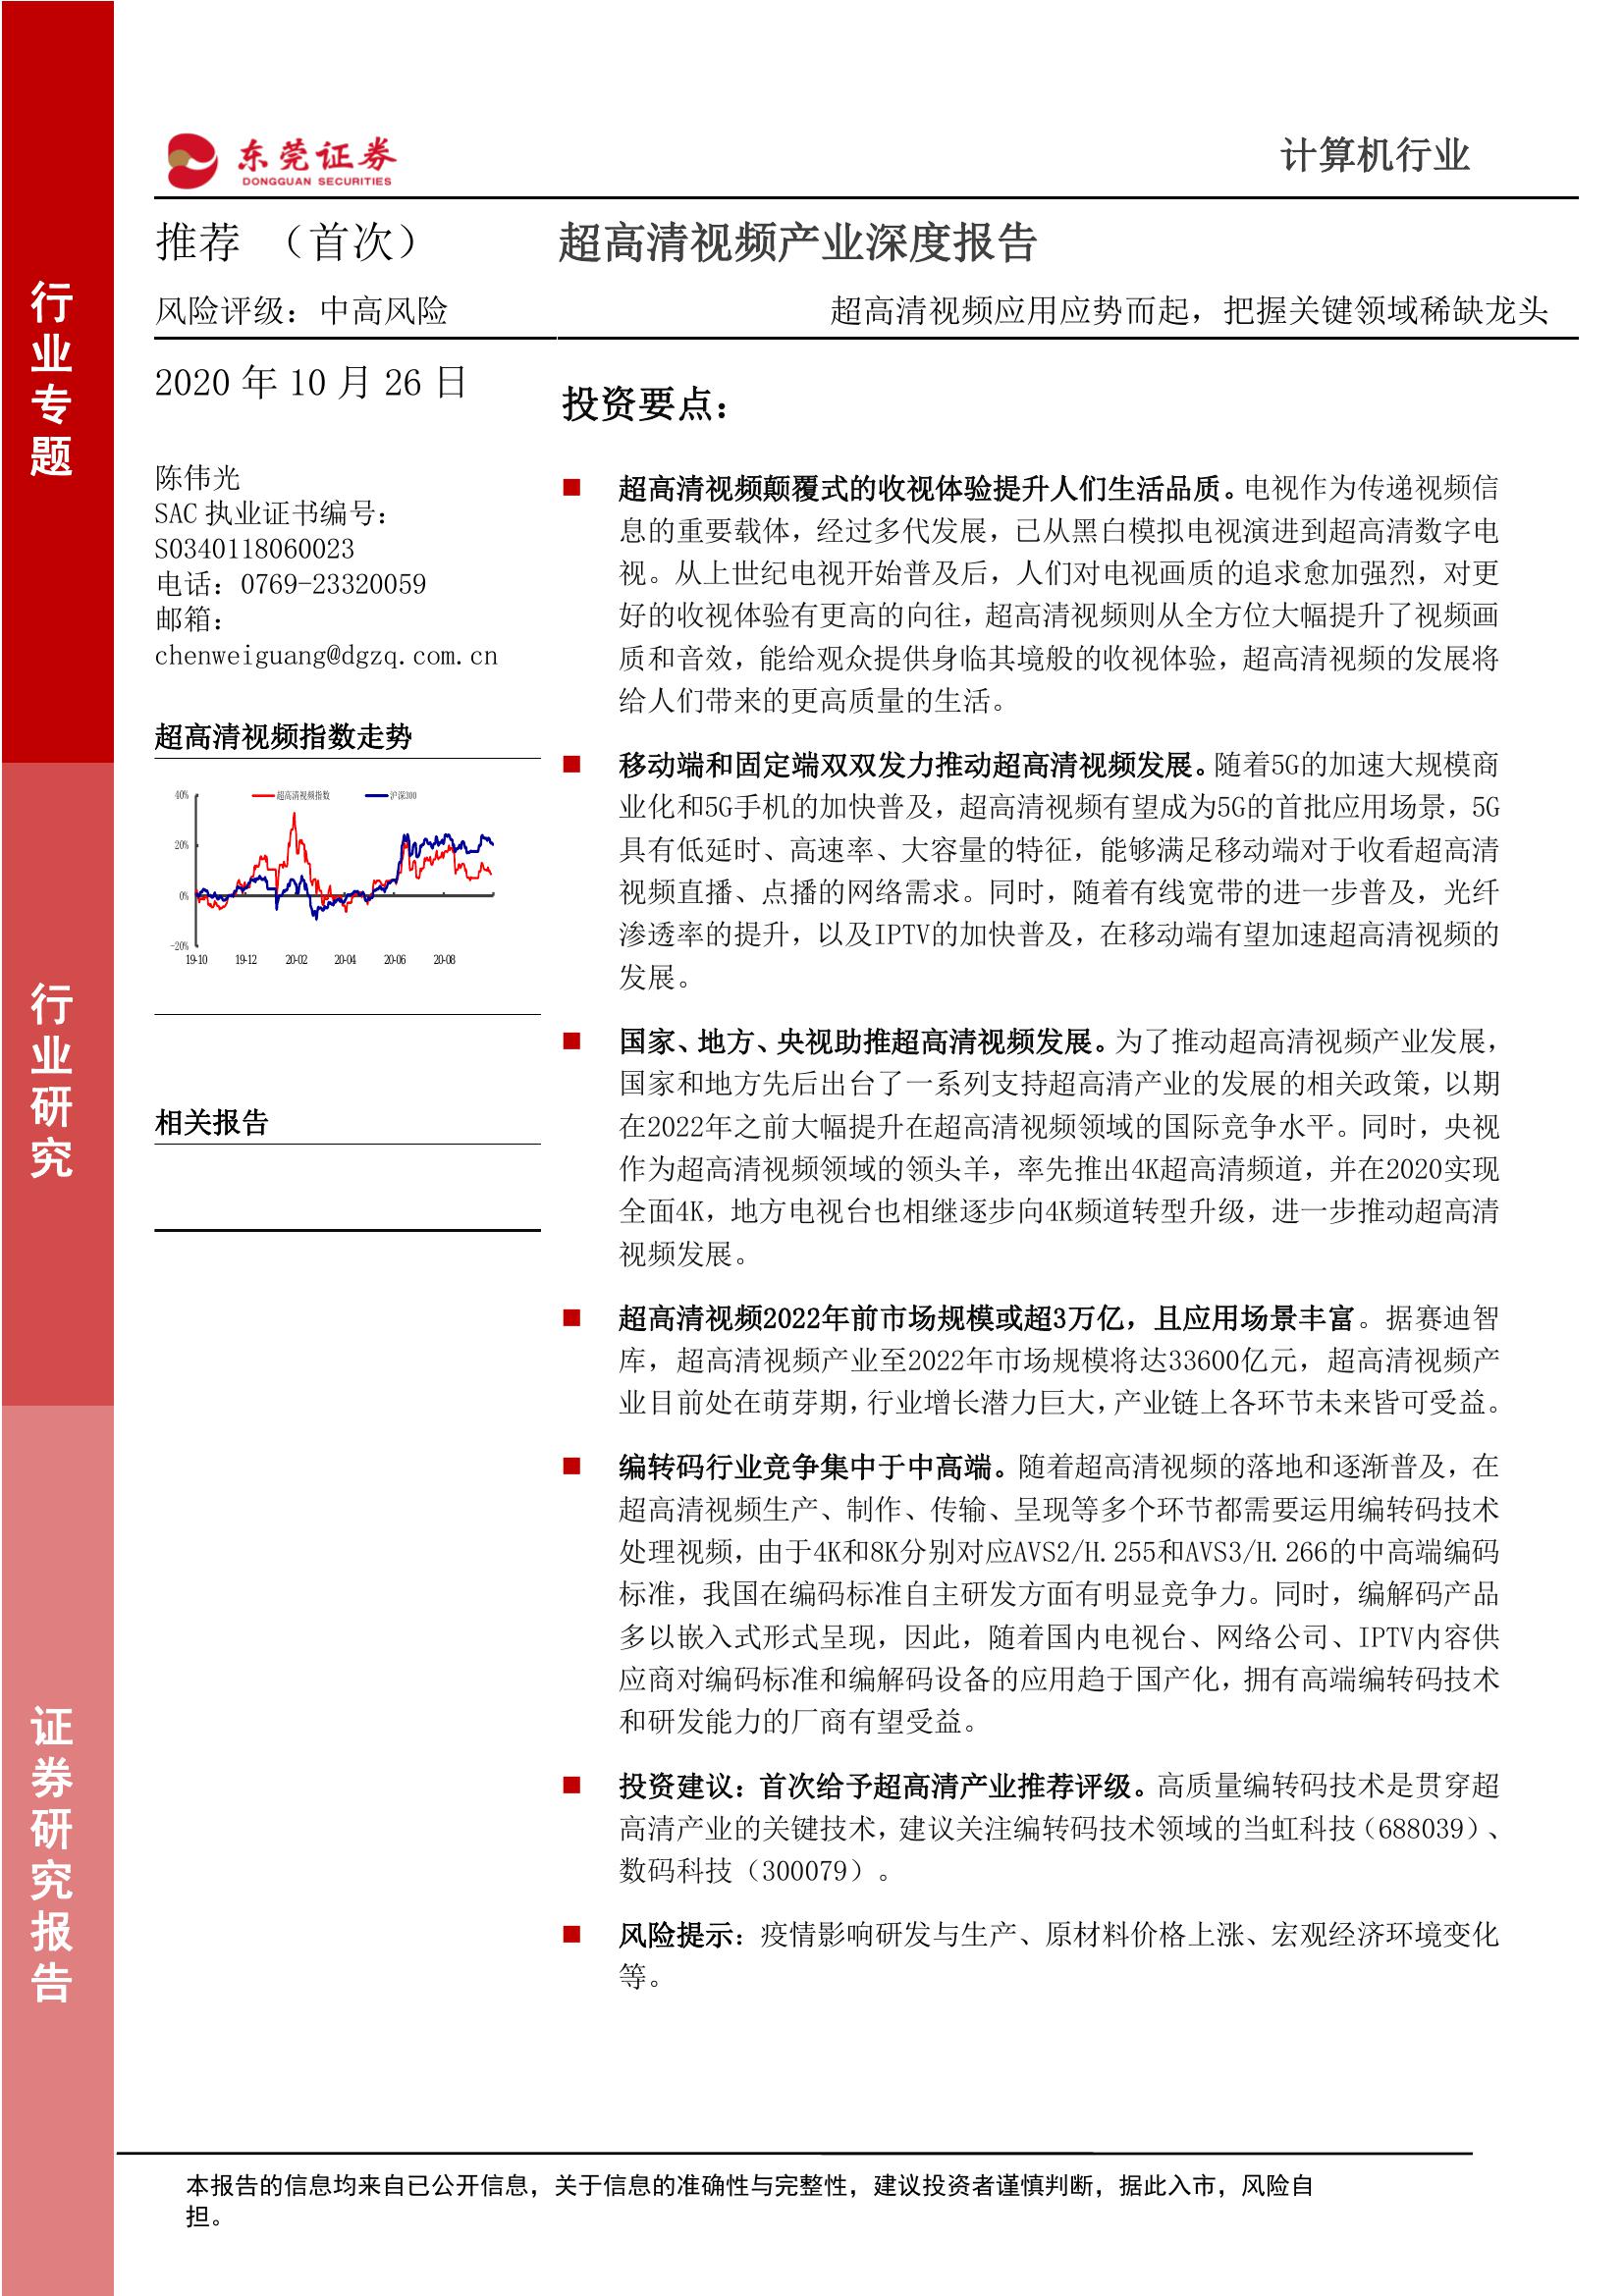 东莞证券
DONGGUAN SECURITIES
计算机行业
推荐 （首次）
风险评级：中高风险
超高清视频产业深度报告
超高清视频应用应势而起，把握关键领域稀缺龙头
行业专题
行业研究
证券研究报告
2020 年 10 月 26 日
陈伟光
SAC 执业证书编号：
S0340118060023
电话：0769-23320059
邮箱：
chenweiguang@dgzq.com.cn
超高清视频指数走势
超高清视频指数 沪深300
40%
20%
0%
-20%
19-10 19-12 20-02 20-04 20-06 20-08
相关报告
投资要点：
超高清视频颠覆式的收视体验提升人们生活品质。电视作为传递视频信
息的重要载体，经过多代发展，已从黑白模拟电视演进到超高清数字电
视。从上世纪电视开始普及后，人们对电视画质的追求愈加强烈，对更
好的收视体验有更高的向往，超高清视频则从全方位大幅提升了视频画
质和音效，能给观众提供身临其境般的收视体验，超高清视频的发展将
给人们带来的更高质量的生活。
移动端和固定端双双发力推动超高清视频发展。随着5G的加速大规模商
业化和5G手机的加快普及，超高清视频有望成为5G的首批应用场景，5G
具有低延时、高速率、大容量的特征，能够满足移动端对于收看超高清
视频直播、点播的网络需求。同时，随着有线宽带的进一步普及，光纤
渗透率的提升，以及IPTV的加快普及，在移动端有望加速超高清视频的
发展。
国家、地方、央视助推超高清视频发展。为了推动超高清视频产业发展，
国家和地方先后出台了一系列支持超高清产业的发展的相关政策，以期
在2022年之前大幅提升在超高清视频领域的国际竞争水平。同时，央视
作为超高清视频领域的领头羊，率先推出4K超高清频道，并在2020实现
全面4K，地方电视台也相继逐步向4K频道转型升级，进一步推动超高清
视频发展。
超高清视频2022年前市场规模或超3万亿，且应用场景丰富。据赛迪智
库，超高清视频产业至2022年市场规模将达33600亿元，超高清视频产
业目前处在萌芽期，行业增长潜力巨大，产业链上各环节未来皆可受益。
编转码行业竞争集中于中高端。随着超高清视频的落地和逐渐普及，在
超高清视频生产、制作、传输、呈现等多个环节都需要运用编转码技术
处理视频，由于4K和8K分别对应AVS2/H.255和AVS3/H.266的中高端编码
标准，我国在编码标准自主研发方面有明显竞争力。同时，编解码产品
多以嵌入式形式呈现，因此，随着国内电视台、网络公司、IPTV内容供
应商对编码标准和编解码设备的应用趋于国产化，拥有高端编转码技术
和研发能力的厂商有望受益。
投资建议：首次给予超高清产业推荐评级。高质量编转码技术是贯穿超
高清产业的关键技术，建议关注编转码技术领域的当虹科技（688039）、
数码科技（300079）。
风险提示：疫情影响研发与生产、原材料价格上涨、宏观经济环境变化
等。
本报告的信息均来自已公开信息，关于信息的准确性与完整性，建议投资者谨慎判断，据此入市，风险自
担。